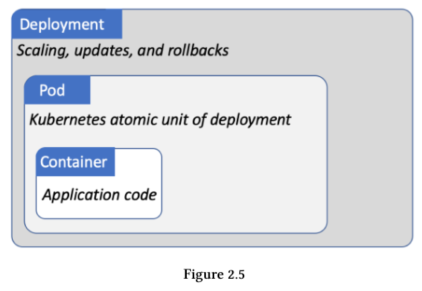 Deployment
Scaling, updates, and rollbacks
Pod
Kubernetes atomic unit of deployment
Container
Application code
Figure 2.5